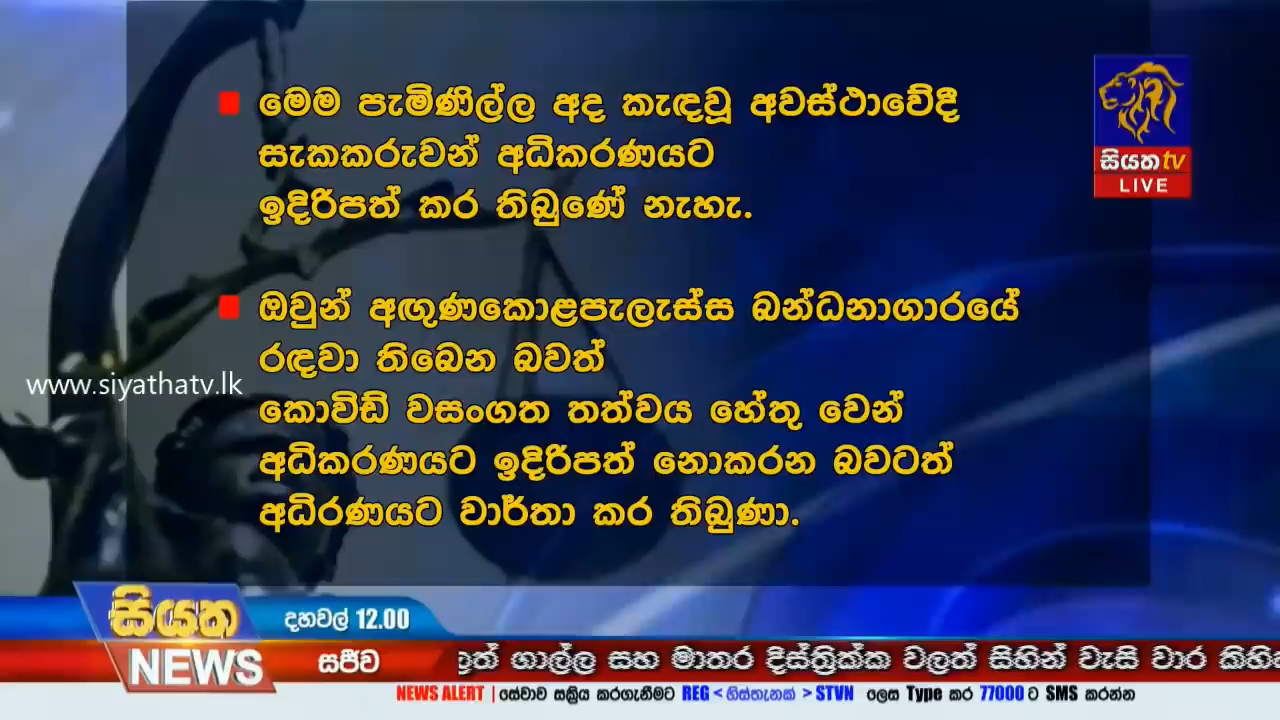 මෙම පැමිණිල්ල අද කැඳවූ අවස්ථාවේදී
සැකකරුවන් අධිකරණයට
ඉදිරිපත් කර තිබුණේ නැහැ.
ඔවුන් අඟුණකොළපැලැස්ස බන්ධනාගාරයේ
රඳවා තිබෙන බවත්
කොවිඩ් වසංගත තත්වය හේතු වෙන්
අධිකරණයට ඉදිරිපත් නොකරන බවටත්
අධිරණයට වාර්තා කර තිබුණා.
සියත tv
LIVE
www.siyathatv.lk
සියත
NEWS
දහවල් 12.00
සජීව
ගාල්ල සහ මාතර දිස්ත්‍රික්ක වලත් සිහින් වැසි වාර
NEWS ALERT | සේවාව සක්‍රිය කරගැනීමට REG < හිස්තැනක් > STVN ලෙස Type කර 77000 ට SMS කරන්න